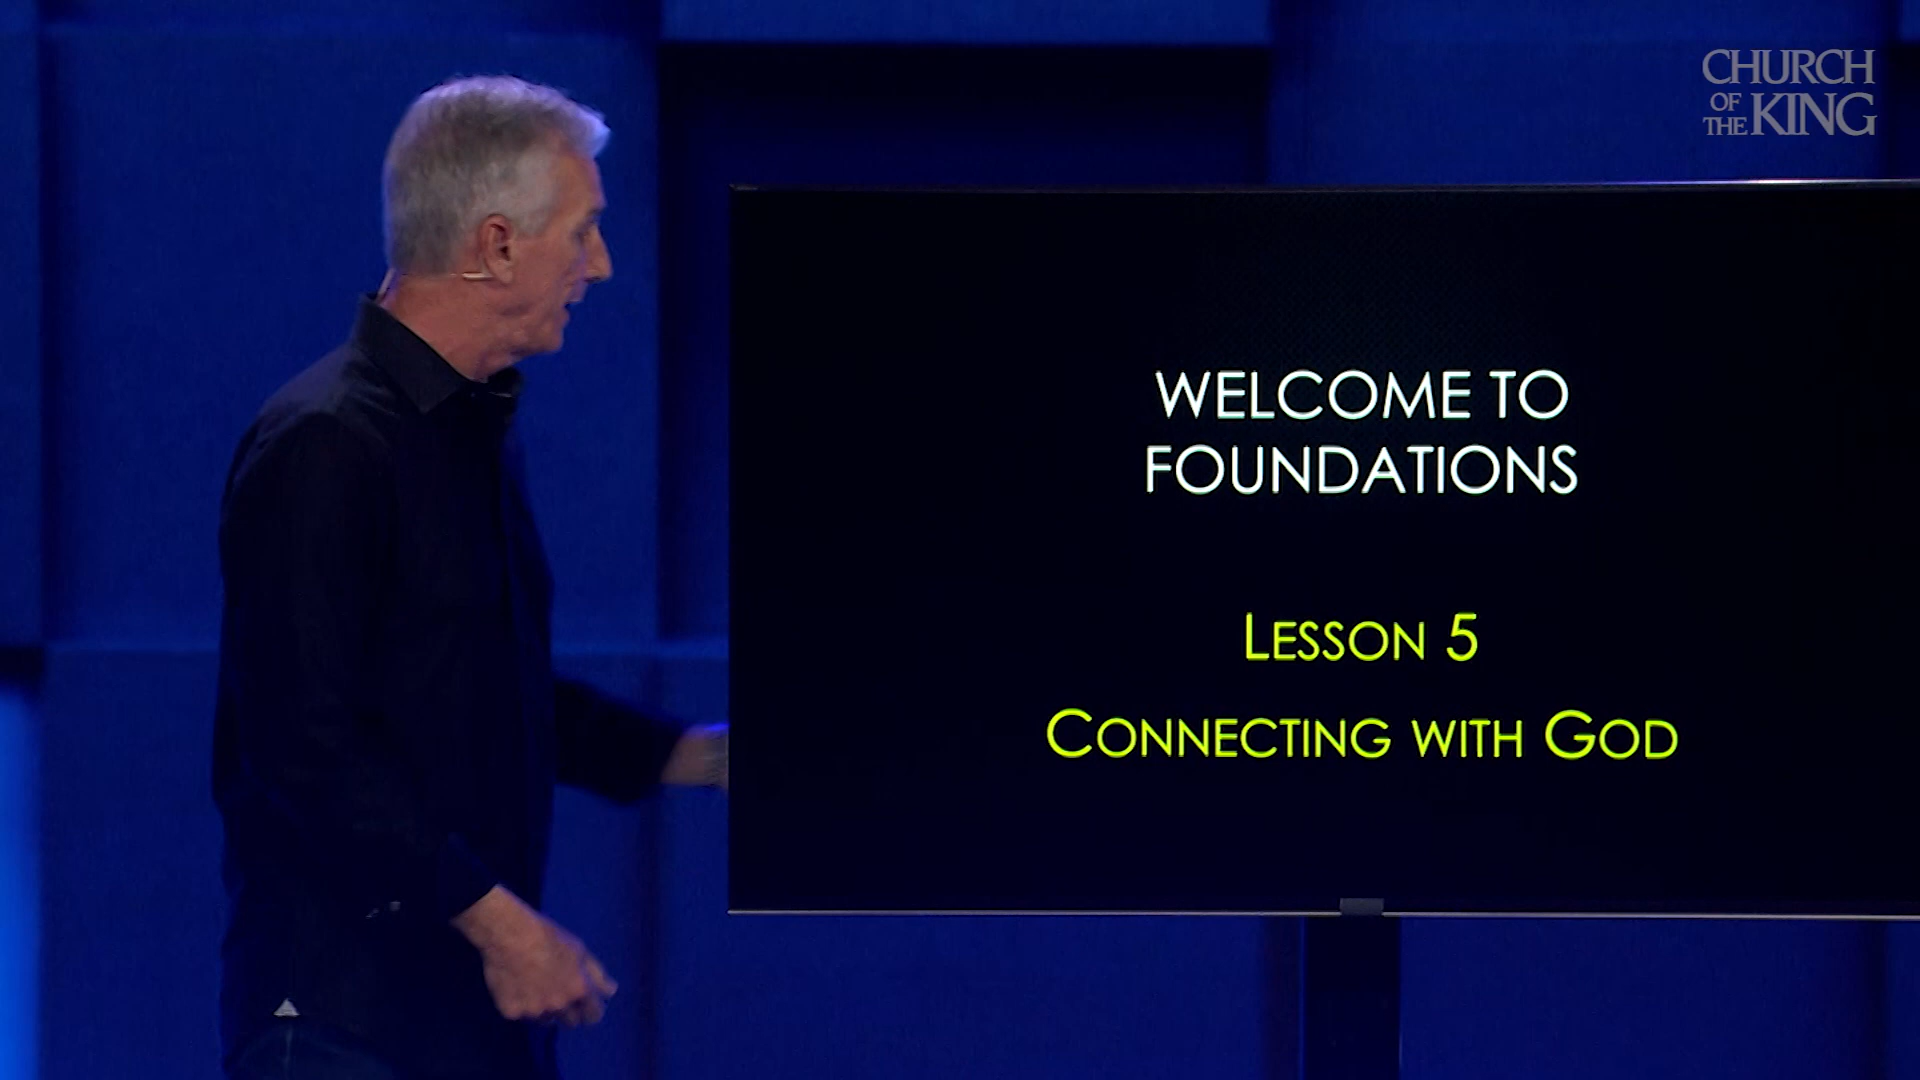 CHURCH
OF
THE KING
WELCOME TO
FOUNDATIONS
LESSON 5
CONNECTING WITH GOD